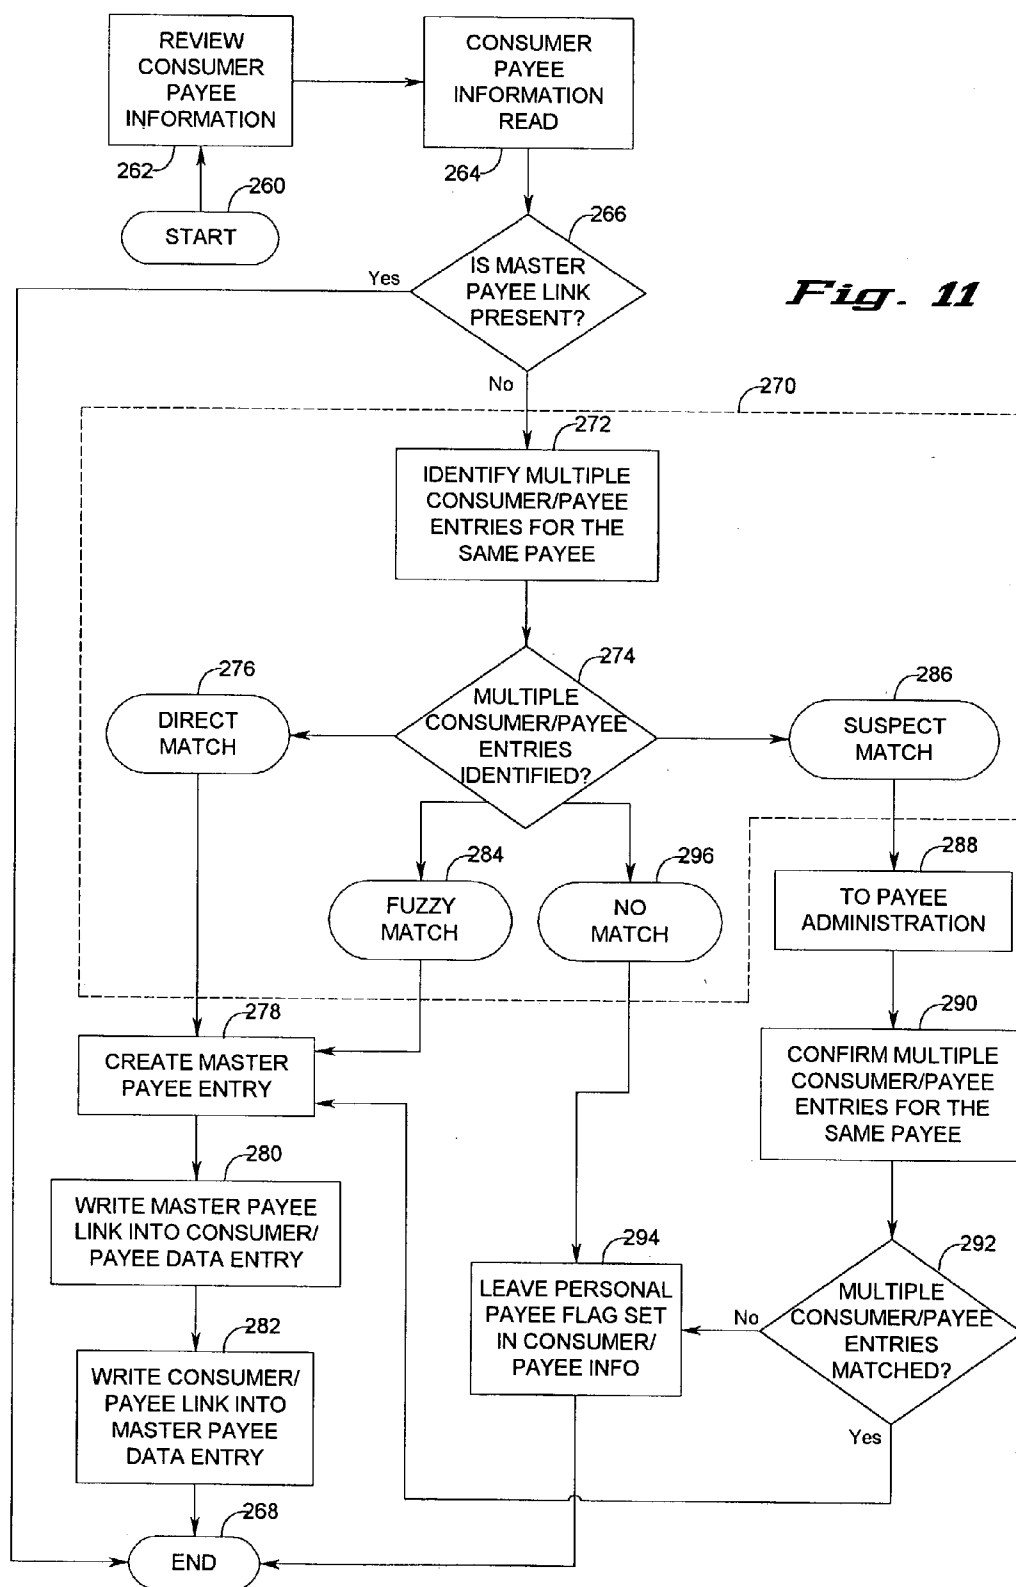 REVIEW
CONSUMER
PAYEE
INFORMATION
262
CONSUMER
PAYEE
INFORMATION
READ
264
260
START
266
IS MASTER
PAYEE LINK
PRESENT?
Yes
No
Fig. 11
270
272
IDENTIFY MULTIPLE
CONSUMER/PAYEE
ENTRIES FOR THE
SAME PAYEE
274
MULTIPLE
CONSUMER/PAYEE
ENTRIES
IDENTIFIED?
276
DIRECT
MATCH
286
SUSPECT
MATCH
284
FUZZY
MATCH
296
NO
MATCH
288
TO PAYEE
ADMINISTRATION
278
CREATE MASTER
PAYEE ENTRY
290
CONFIRM MULTIPLE
CONSUMER/PAYEE
ENTRIES FOR THE
SAME PAYEE
280
WRITE MASTER PAYEE
LINK INTO CONSUMER/
PAYEE DATA ENTRY
294
LEAVE PERSONAL
PAYEE FLAG SET
IN CONSUMER/
PAYEE INFO
292
MULTIPLE
CONSUMER/PAYEE
ENTRIES
MATCHED?
No
Yes
282
WRITE CONSUMER/
PAYEE LINK INTO
MASTER PAYEE
DATA ENTRY
268
END